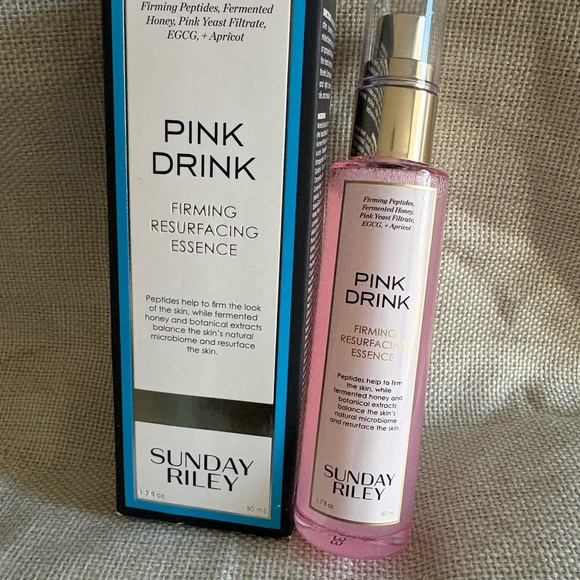 Firming Peptides, Fermented
Honey, Pink Yeast Filtrate,
EGCG, + Apricot
PINK
DRINK
FIRMING
RESURFACING
ESSENCE
Peptides help to firm the look
of the skin, while fermented
honey and botanical extracts
balance the skin's natural
microbiome and resurface
the skin.
SUNDAY
RILEY
1.7 fl oz
50 mL
Firming Peptides,
Fermented Honey,
Pink Yeast Filtrate,
EGCG, + Apricot
PINK
DRINK
FIRMING
RESURFACING
ESSENCE
Peptides help to firm
the skin, while
fermented honey and
botanical extracts
balance the skin's
natural microbiome
and resurface the skin.
SUNDAY
RILEY
1.7 fl oz
50 mL